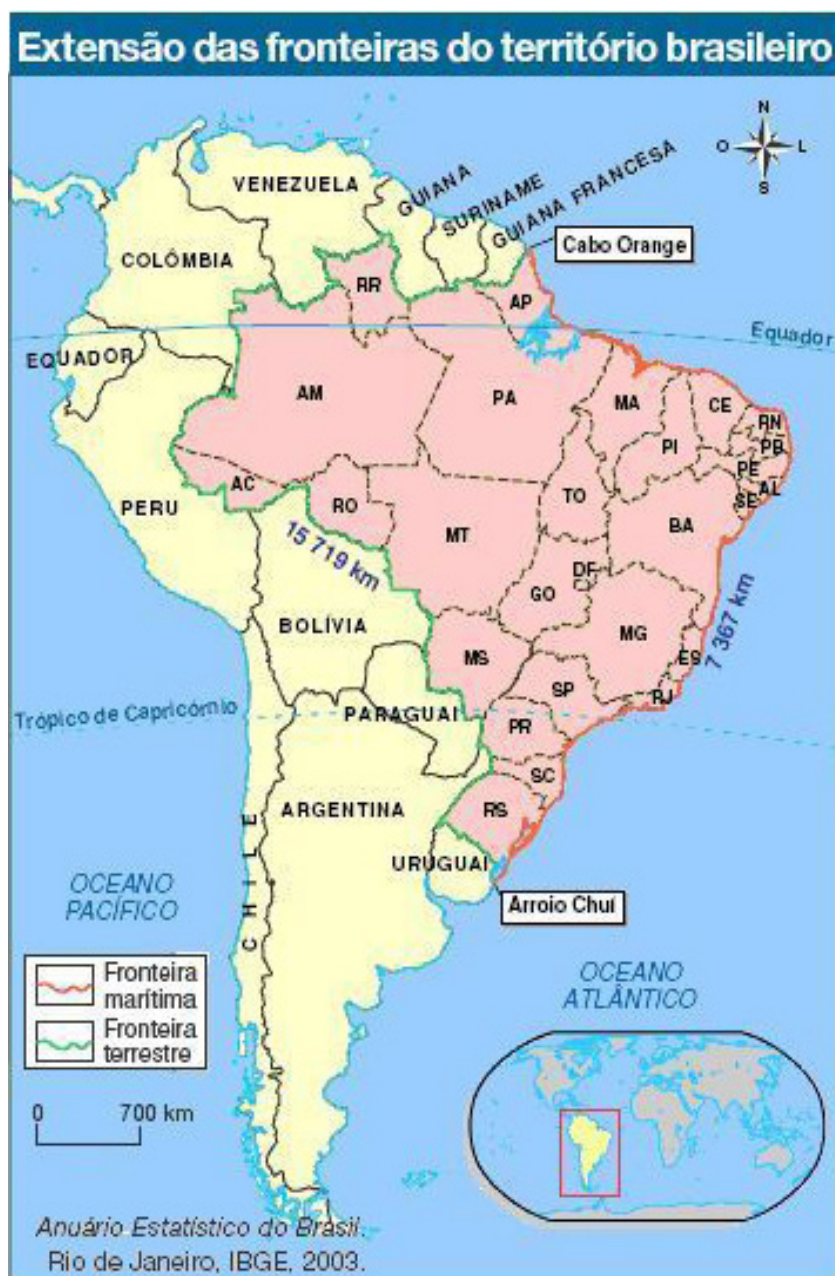 Extensão das fronteiras do território brasileiro
N
O
L
S
VENEZUELA
GUIANA
SURINAME
GUIANA FRANCESA
Cabo Orange
COLÔMBIA
RR
AP
Equador
EQUADOR
AM
PA
MA
CE
RN
PB
PI
PE
AL
SE
AC
RO
TO
BA
PERU
MT
15 719 km
DF
GO
BOLÍVIA
MG
7 367 km
ES
MS
SP
RJ
Trópico de Capricórnio
PARAGUAI
PR
SC
ARGENTINA
RS
CHILE
URUGUAI
Arroio Chuí
OCEANO
PACÍFICO
OCEANO
ATLÂNTICO
Fronteira
marítima
Fronteira
terrestre
0 700 km
Anuário Estatístico do Brasil.
Rio de Janeiro, IBGE, 2003.